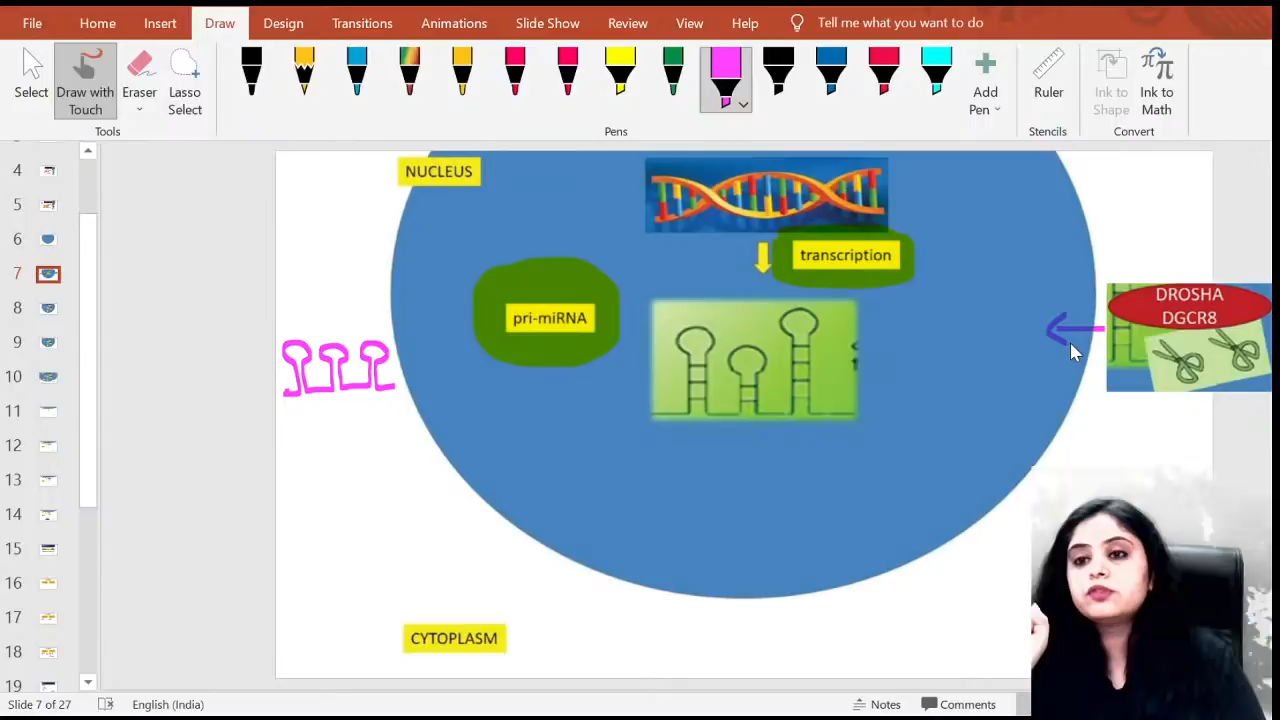 File Home Insert Draw Design Transitions Animations Slide Show Review View Help Tell me what you want to do
Select
Draw with
Touch
Eraser
Lasso
Select
Add
Pen
Ruler
Ink to
Shape
Ink to
Math
Tools
Pens
Stencils
Convert
4
5
6
7
8
9
10
11
12
13
14
15
16
17
18
19
NUCLEUS
transcription
pri-miRNA
DROSHA
DGCR8
CYTOPLASM
Slide 7 of 27 English (India) Notes Comments